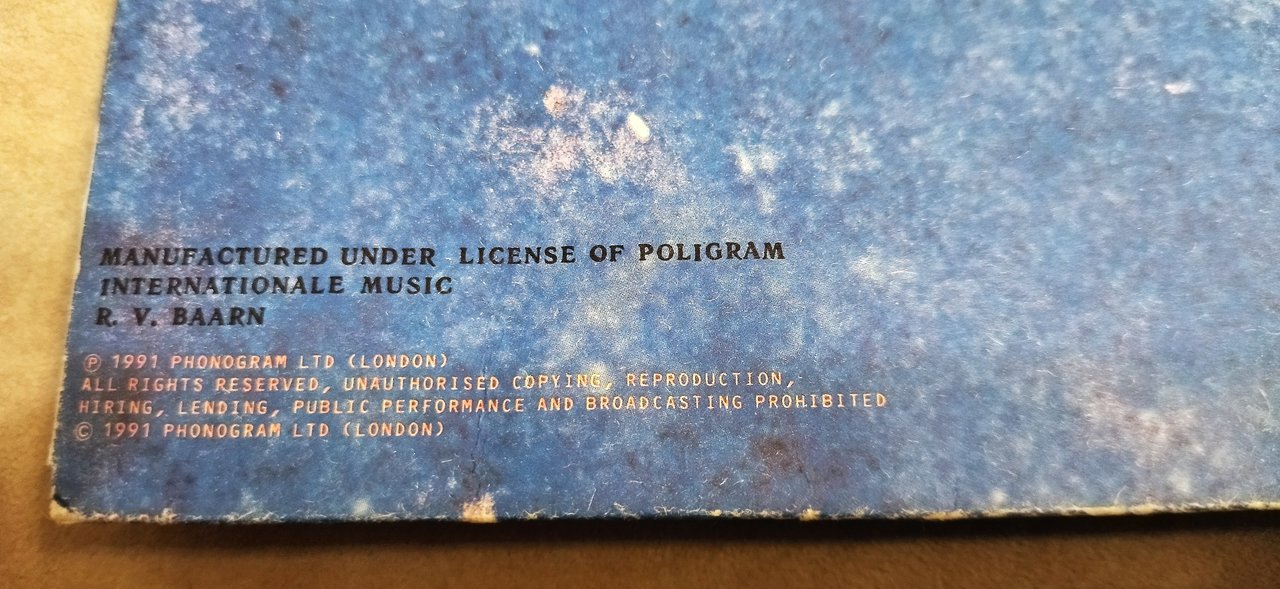 MANUFACTURED UNDER LICENSE OF POLIGRAM
INTERNATIONALE MUSIC
R. V. BAARN
℗ 1991 PHONOGRAM LTD (LONDON)
ALL RIGHTS RESERVED, UNAUTHORISED COPYING, REPRODUCTION,
HIRING, LENDING, PUBLIC PERFORMANCE AND BROADCASTING PROHIBITED
© 1991 PHONOGRAM LTD (LONDON)